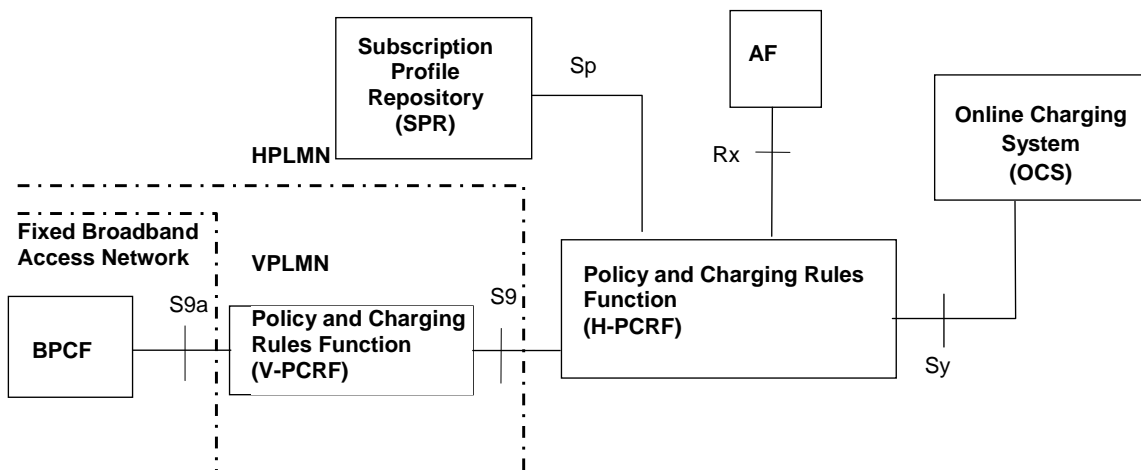 Subscription
Profile
Repository
(SPR)
Sp
AF
Rx
Online Charging
System
(OCS)
HPLMN
Fixed Broadband
Access Network
VPLMN
S9a
S9
BPCF
Policy and Charging
Rules Function
(V-PCRF)
Policy and Charging Rules
Function
(H-PCRF)
Sy